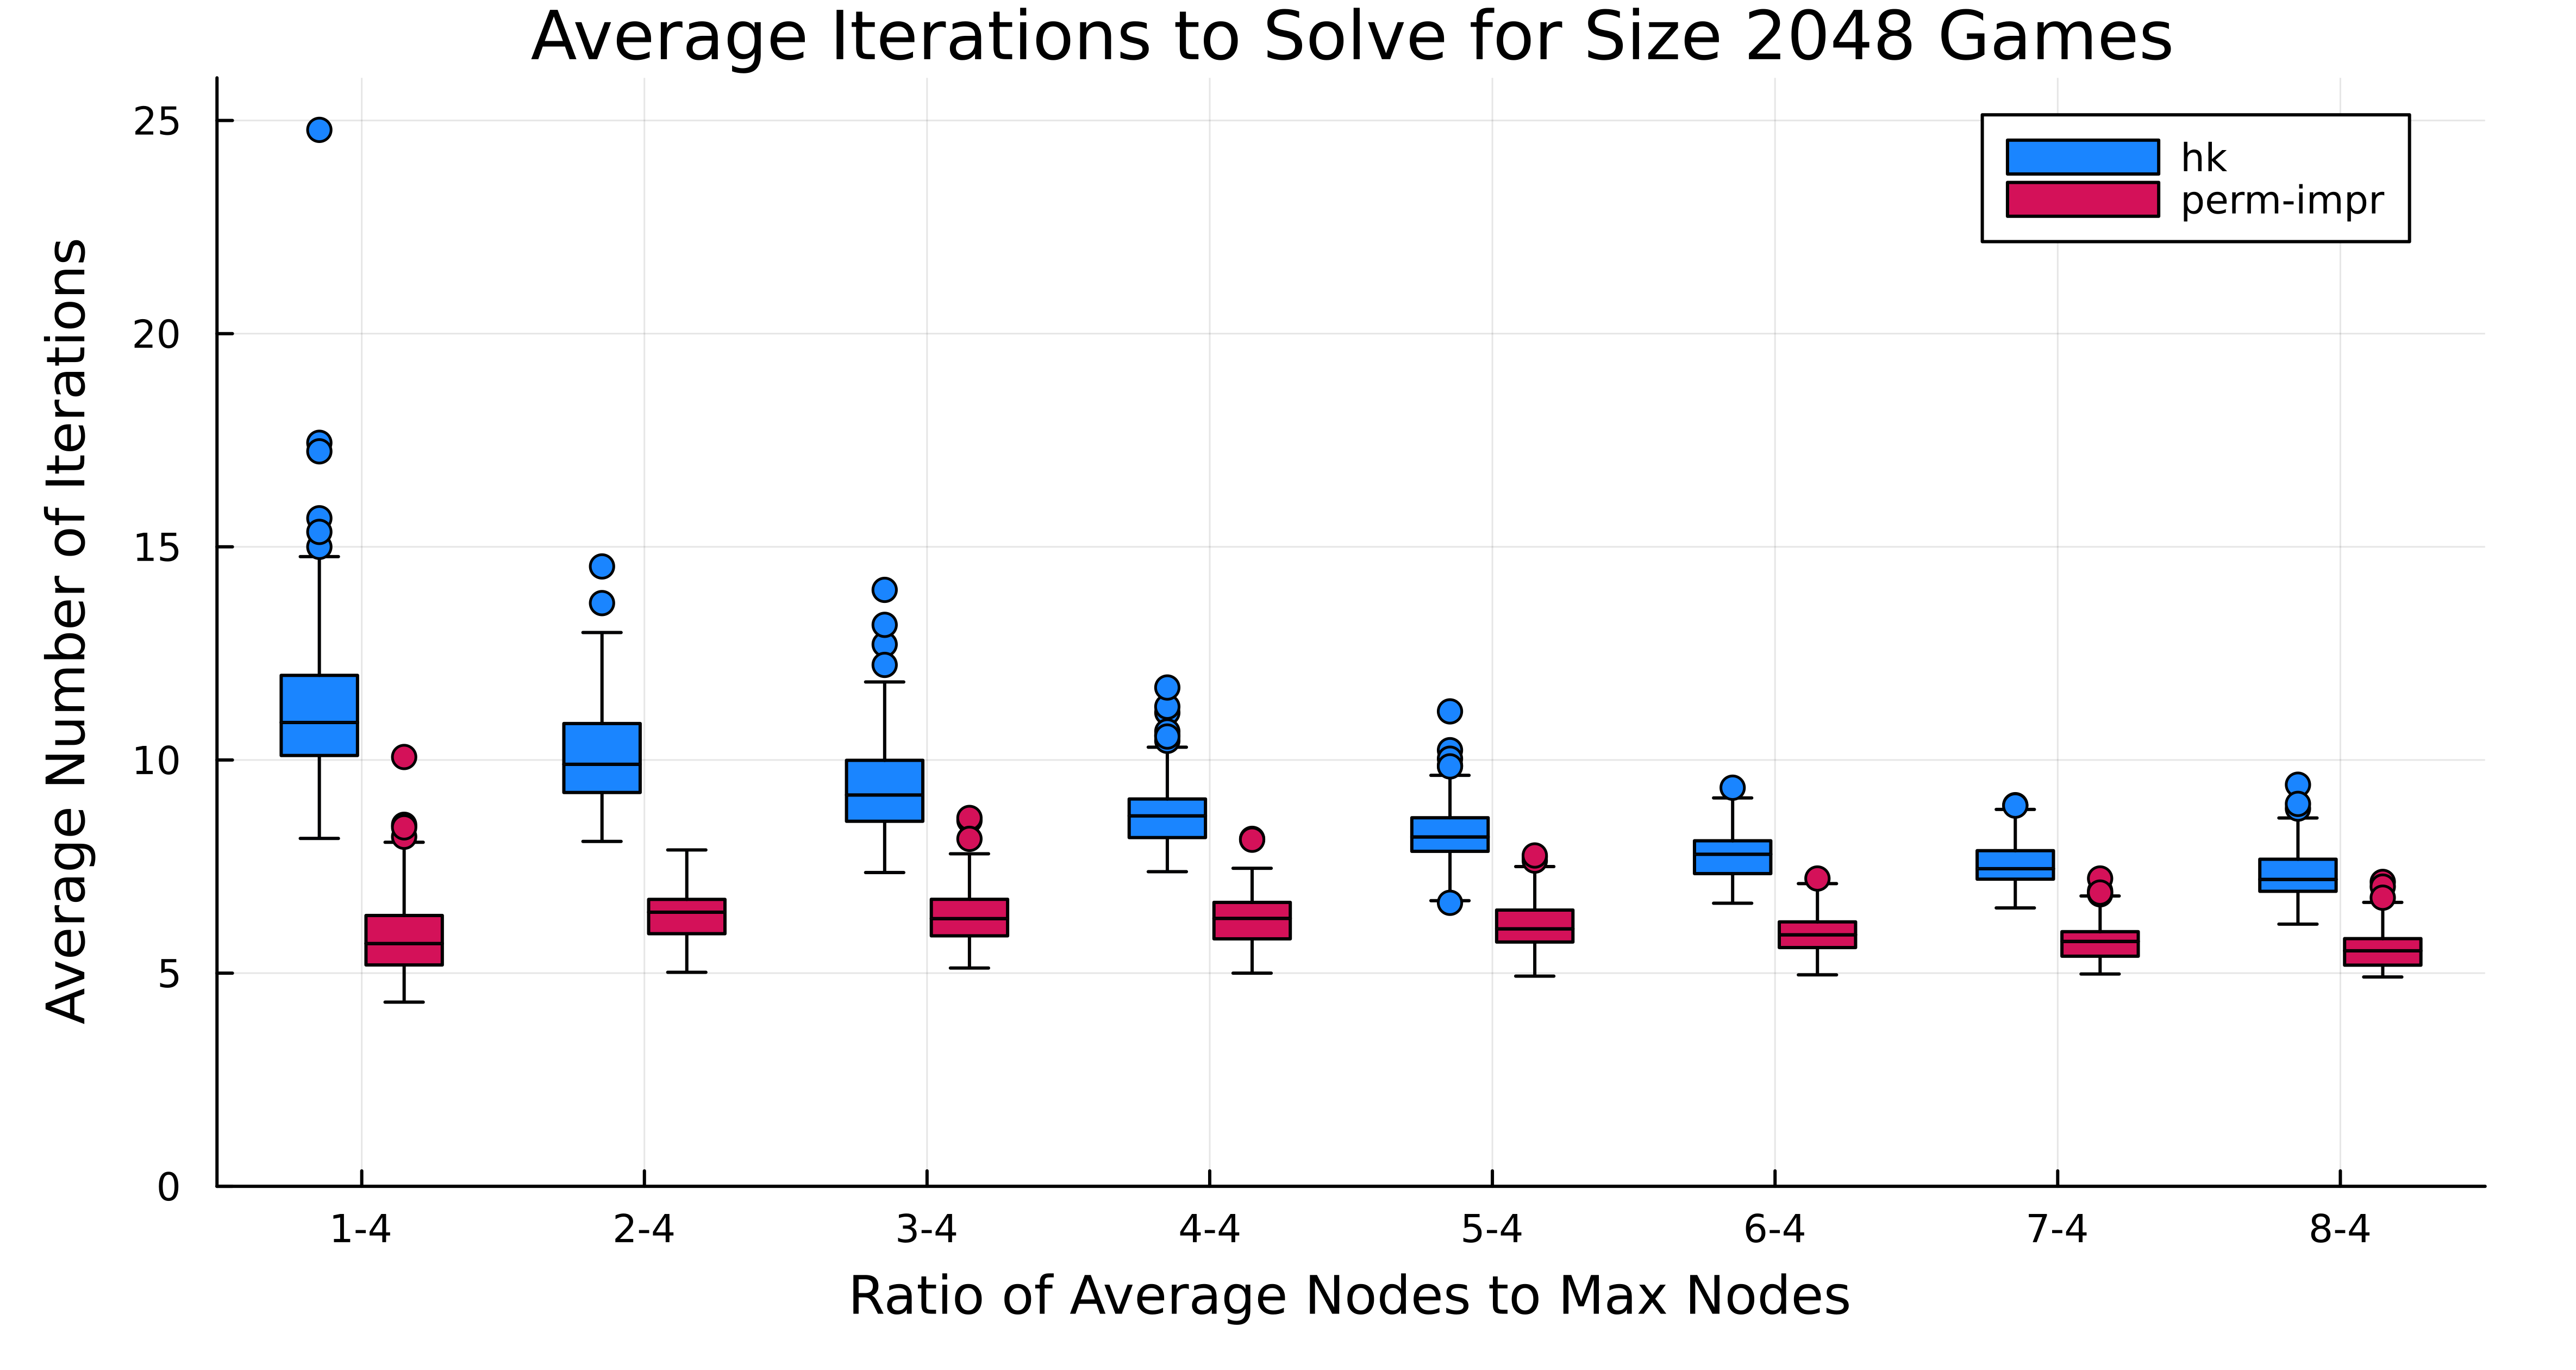 Average Iterations to Solve for Size 2048 Games
hk
perm-impr
Average Number of Iterations
25
20
15
10
5
0
1-4 2-4 3-4 4-4 5-4 6-4 7-4 8-4
Ratio of Average Nodes to Max Nodes